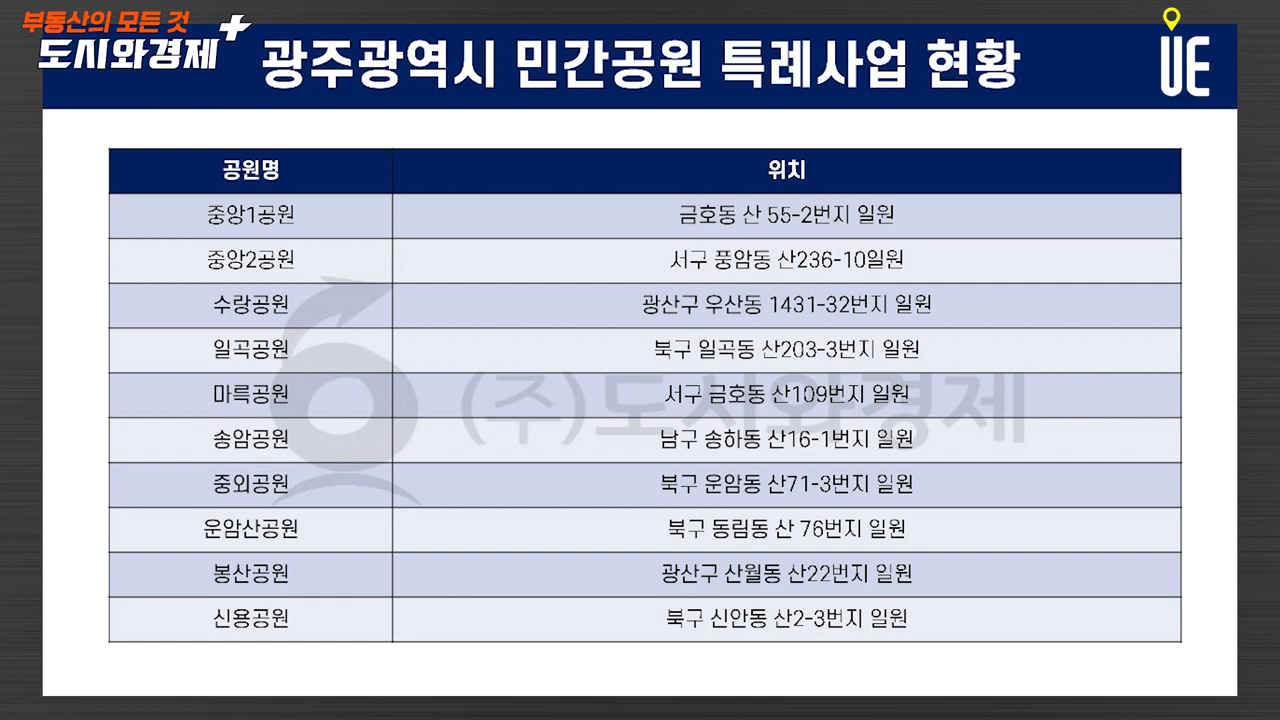 부동산의 모든 것
도시와경제+
광주광역시 민간공원 특례사업 현황
UE
공원명 위치
중앙1공원 금호동 산 55-2번지 일원
중앙2공원 서구 풍암동 산236-10일원
수랑공원 광산구 우산동 1431-32번지 일원
일곡공원 북구 일곡동 산203-3번지 일원
마륵공원 서구 금호동 산109번지 일원
송암공원 남구 송하동 산16-1번지 일원
중외공원 북구 운암동 산71-3번지 일원
운암산공원 북구 동림동 산 76번지 일원
봉산공원 광산구 산월동 산22번지 일원
신용공원 북구 신안동 산2-3번지 일원
(주)도시와경제